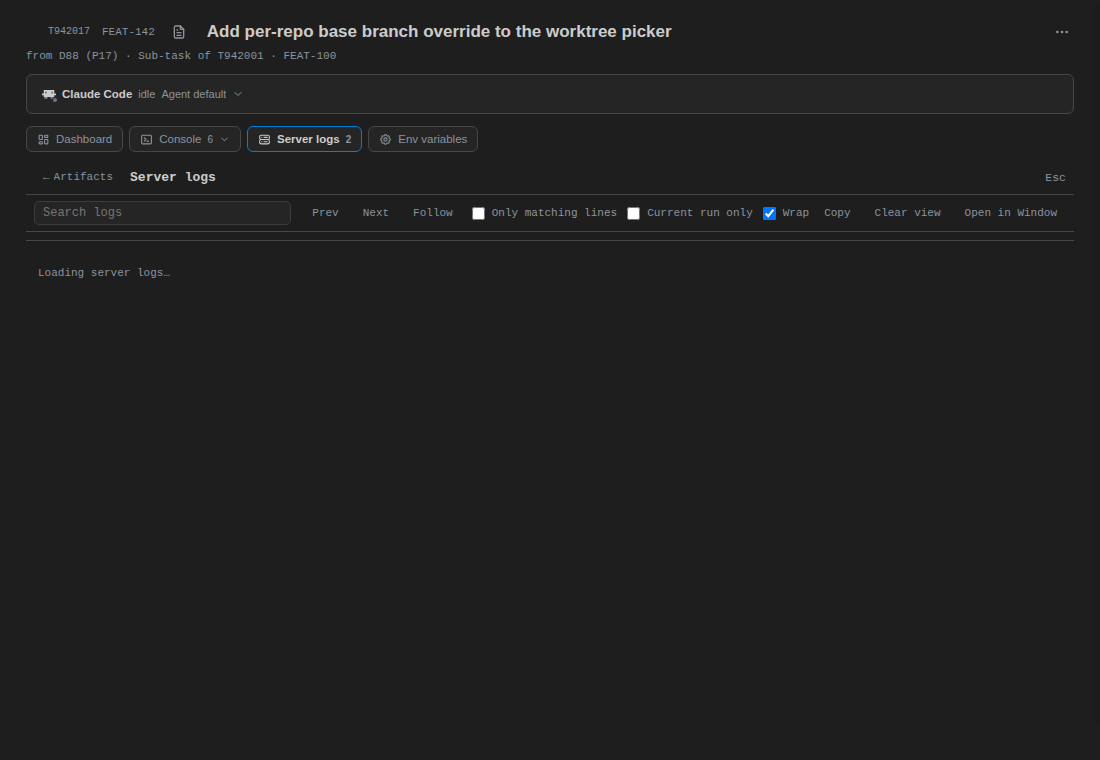 T942017 FEAT-142 Add per-repo base branch override to the worktree picker
from D88 (P17) · Sub-task of T942001 · FEAT-100
Claude Code idle Agent default
Dashboard Console 6 Server logs 2 Env variables
← Artifacts Server logs Esc
Search logs Prev Next Follow Only matching lines Current run only Wrap Copy Clear view Open in Window
Loading server logs…